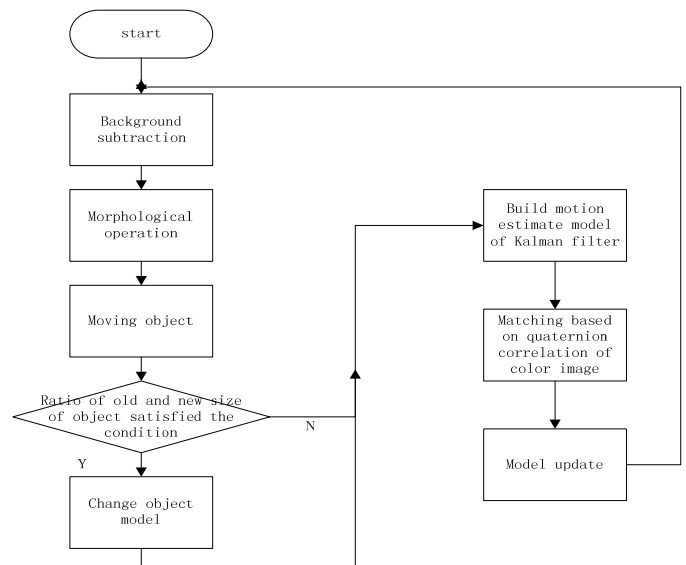 start
Background
subtraction
Morphological
operation
Moving object
Ratio of old and new size
of object satisfied the
condition
N
Y
Change object
model
Build motion
estimate model
of Kalman filter
Matching based
on quaternion
correlation of
color image
Model update